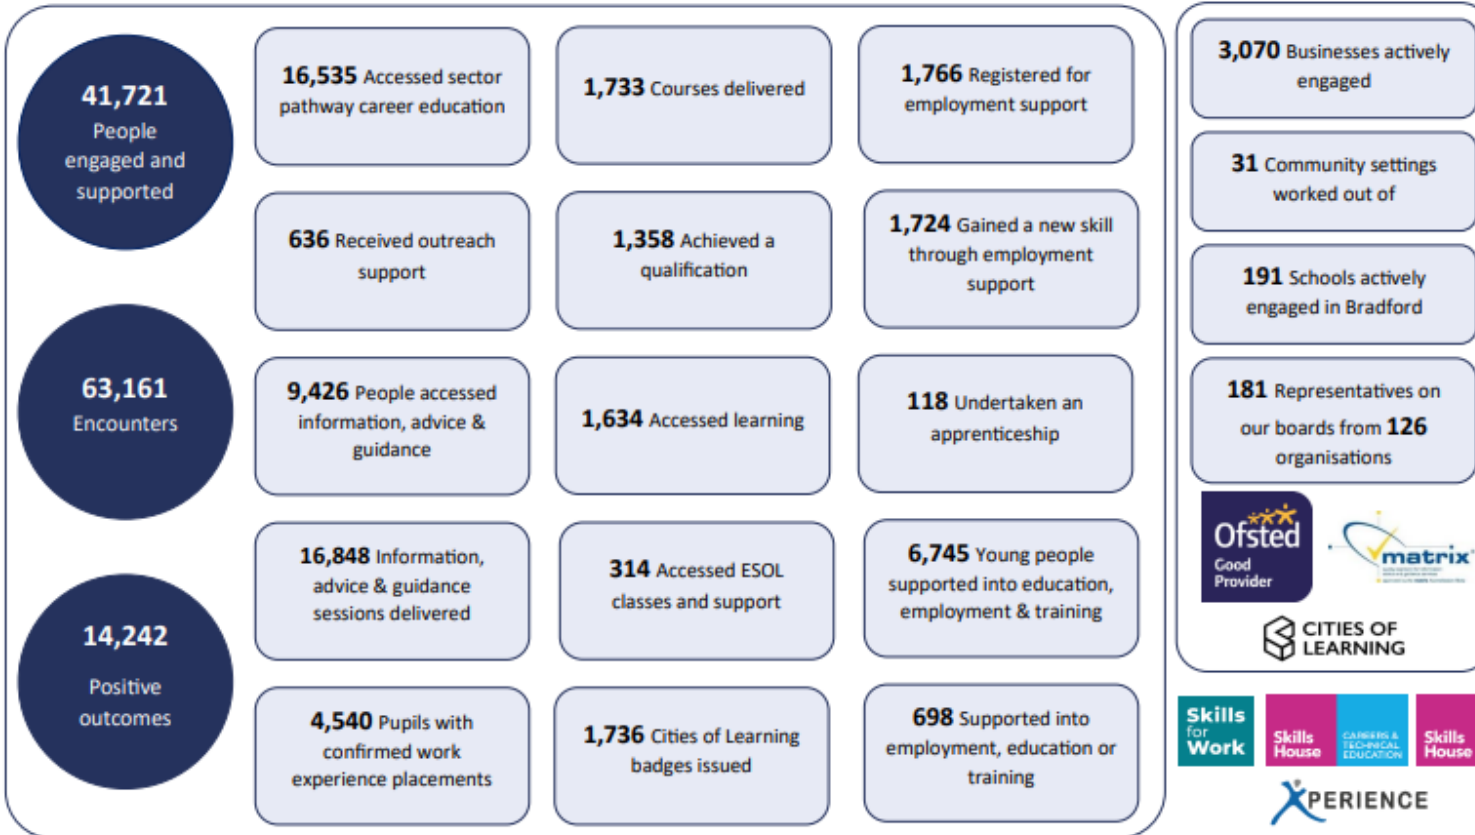 41,721
People
engaged and
supported
63,161
Encounters
14,242
Positive
outcomes
16,535 Accessed sector
pathway career education
636 Received outreach
support
9,426 People accessed
information, advice &
guidance
16,848 Information,
advice & guidance
sessions delivered
4,540 Pupils with
confirmed work
experience placements
1,733 Courses delivered
1,358 Achieved a
qualification
1,634 Accessed learning
314 Accessed ESOL
classes and support
1,736 Cities of Learning
badges issued
1,766 Registered for
employment support
1,724 Gained a new skill
through employment
support
118 Undertaken an
apprenticeship
6,745 Young people
supported into education,
employment & training
698 Supported into
employment, education or
training
3,070 Businesses actively
engaged
31 Community settings
worked out of
191 Schools actively
engaged in Bradford
181 Representatives on
our boards from 126
organisations
Ofsted
Good
Provider
matrix
CITIES OF
LEARNING
Skills
for
Work
Skills
House
CAREERS &
TECHNICAL
EDUCATION
Skills
House
XPERIENCE